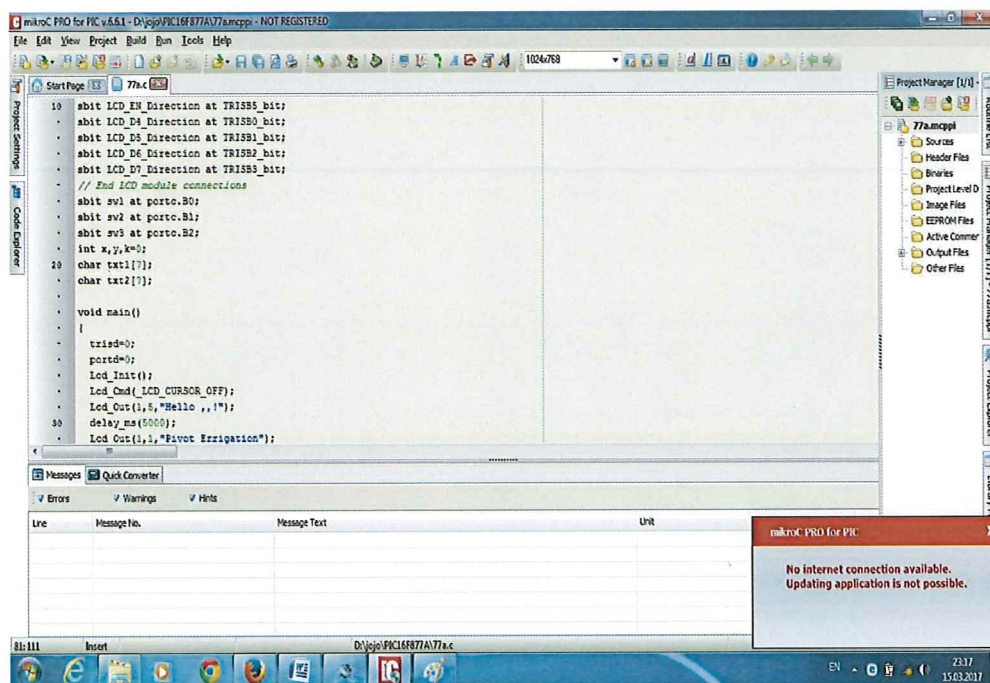 mikroC PRO for PIC v.6.6.1 - D:\jojo\PIC16F877A\77a.mcppi - NOT REGISTERED
File Edit View Project Build Run Tools Help
1024x768
Start Page 77a.c
Project Manager [1/1] -
Project Settings
Code Explorer
10 sbit LCD_EN_Direction at TRISB5_bit;
sbit LCD_D4_Direction at TRISB0_bit;
sbit LCD_D5_Direction at TRISB1_bit;
sbit LCD_D6_Direction at TRISB2_bit;
sbit LCD_D7_Direction at TRISB3_bit;
// End LCD module connections
sbit sw1 at portc.B0;
sbit sw2 at portc.B1;
sbit sw3 at portc.B2;
int x,y,k=0;
20 char txt1[7];
char txt2[7];
void main()
{
trisd=0;
portd=0;
Lcd_Init();
Lcd_Cmd(_LCD_CURSOR_OFF);
Lcd_Out(1,5,"Hello ,,!");
30 delay_ms(5000);
Lcd_Out(1,1,"Pivot Errigation");
77a.mcppi
Sources
Header Files
Binaries
Project Level D
Image Files
EEPROM Files
Active Commer
Output Files
Other Files
Messages Quick Converter
Errors Warnings Hints
Line Message No. Message Text Unit
mikroC PRO for PIC
No internet connection available.
Updating application is not possible.
81:111 Insert D:\jojo\PIC16F877A\77a.c
EN
23:17
15.03.2017